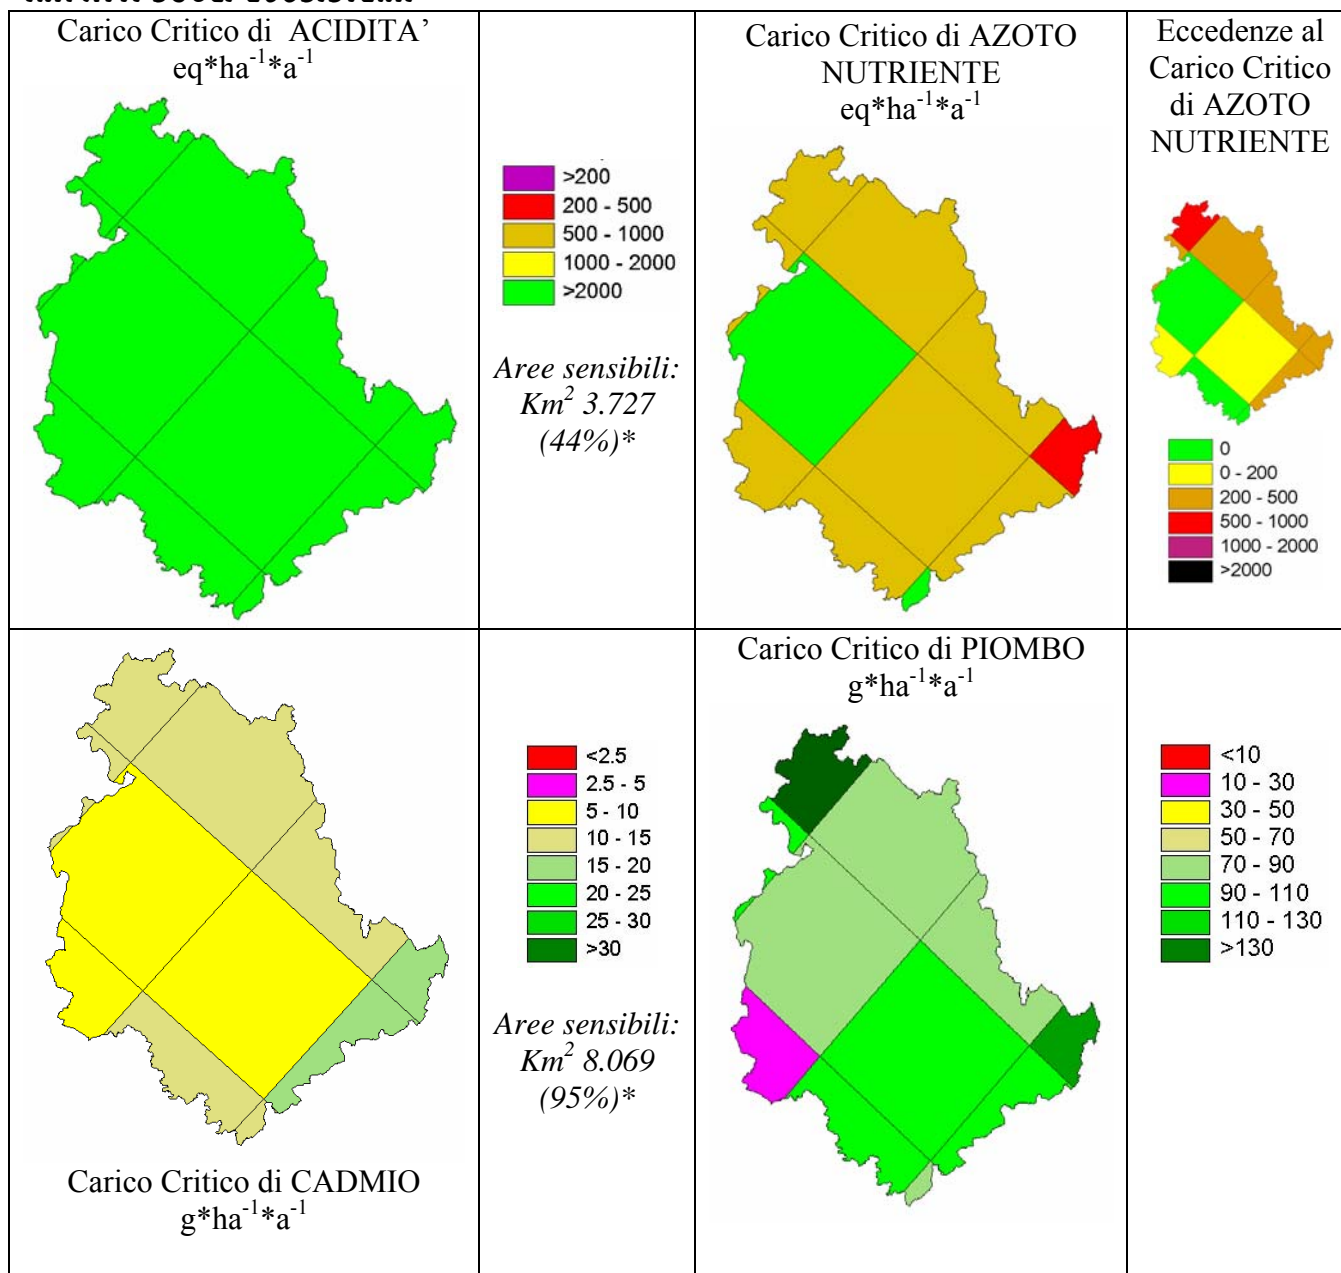 Carico Critico di ACIDITA’
eq*ha⁻¹*a⁻¹
>200
200 - 500
500 - 1000
1000 - 2000
>2000
Aree sensibili:
Km² 3.727
(44%)*
Carico Critico di AZOTO
NUTRIENTE
eq*ha⁻¹*a⁻¹
Eccedenze al
Carico Critico
di AZOTO
NUTRIENTE
0
0 - 200
200 - 500
500 - 1000
1000 - 2000
>2000
Carico Critico di CADMIO
g*ha⁻¹*a⁻¹
<2.5
2.5 - 5
5 - 10
10 - 15
15 - 20
20 - 25
25 - 30
>30
Aree sensibili:
Km² 8.069
(95%)*
Carico Critico di PIOMBO
g*ha⁻¹*a⁻¹
<10
10 - 30
30 - 50
50 - 70
70 - 90
90 - 110
110 - 130
>130